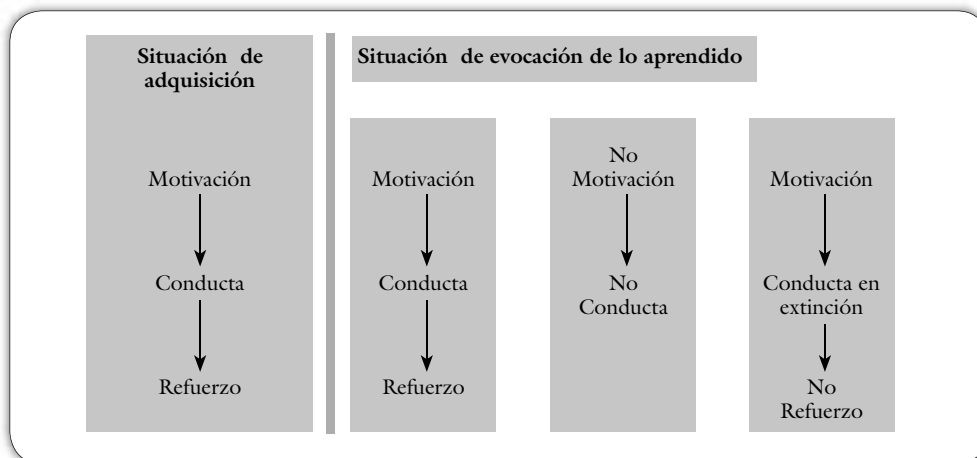 Situación de
adquisición
Motivación
Conducta
Refuerzo
Situación de evocación de lo aprendido
Motivación
Conducta
Refuerzo
No
Motivación
No
Conducta
Motivación
Conducta en
extinción
No
Refuerzo